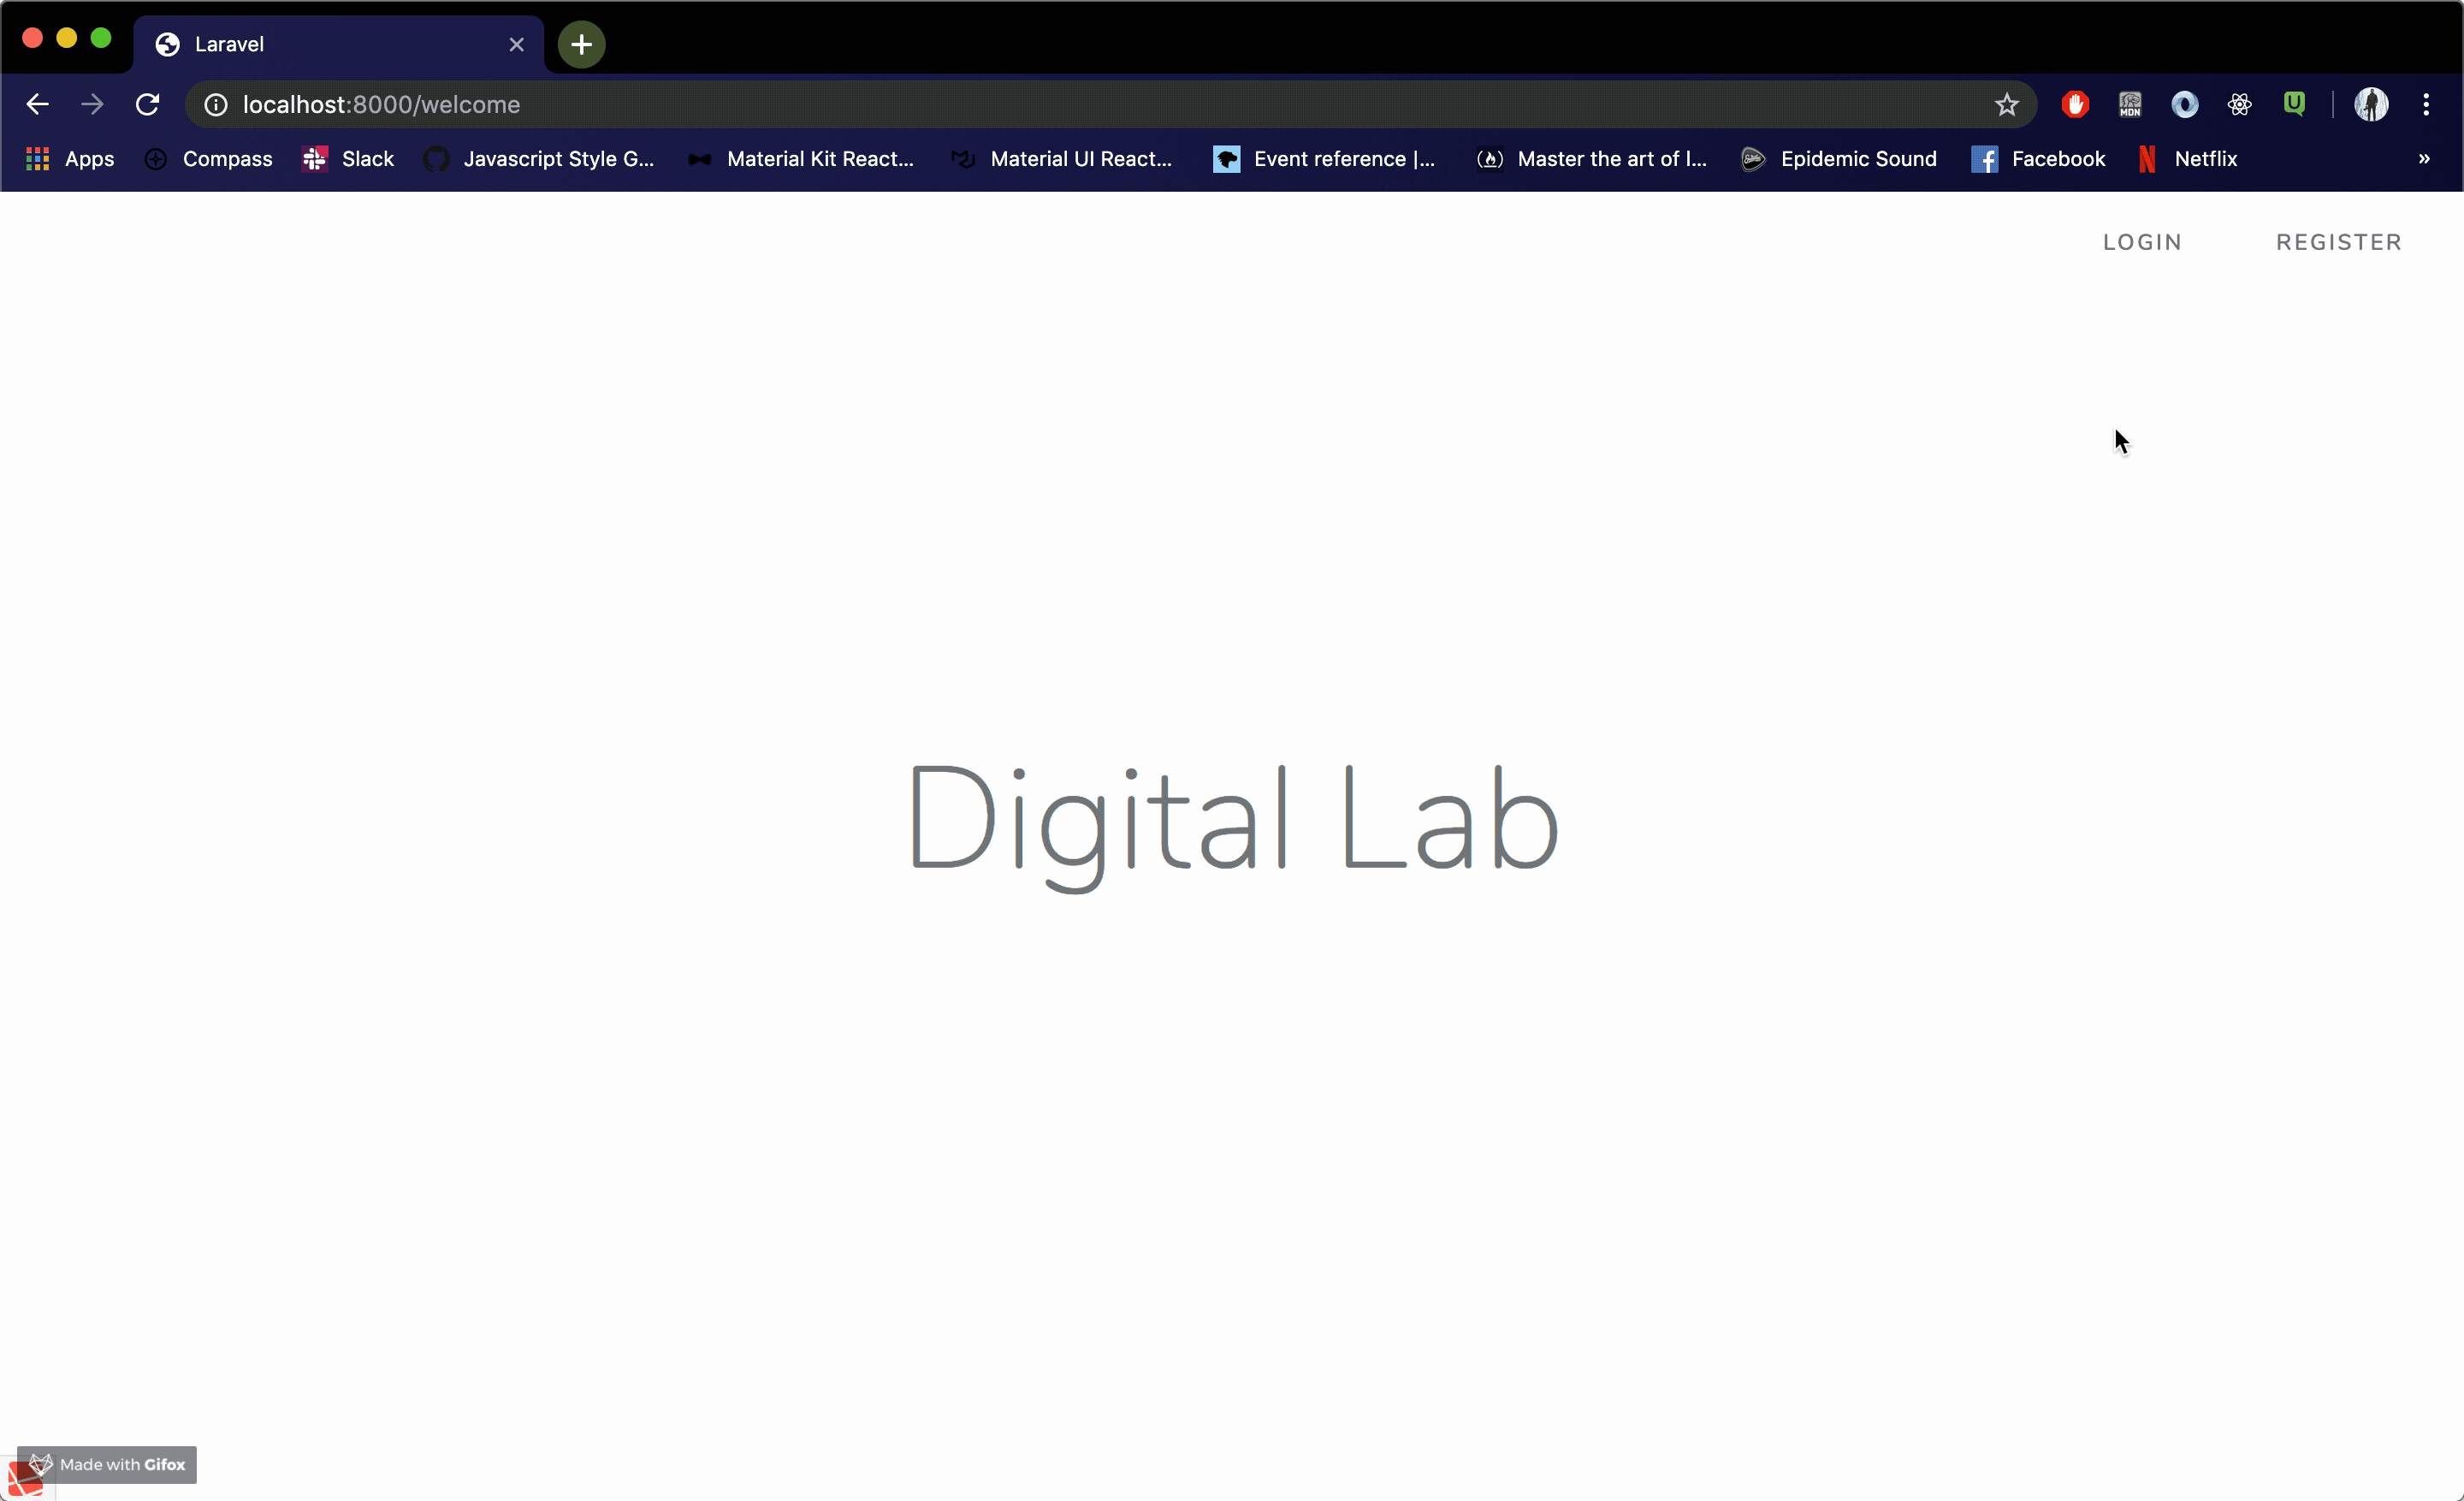 Laravel
localhost:8000/welcome
MDN
U
Apps Compass Slack Javascript Style G... Material Kit React... Material UI React... Event reference |... Master the art of l... Epidemic Sound Facebook Netflix »
LOGIN REGISTER
Digital Lab
Made with Gifox